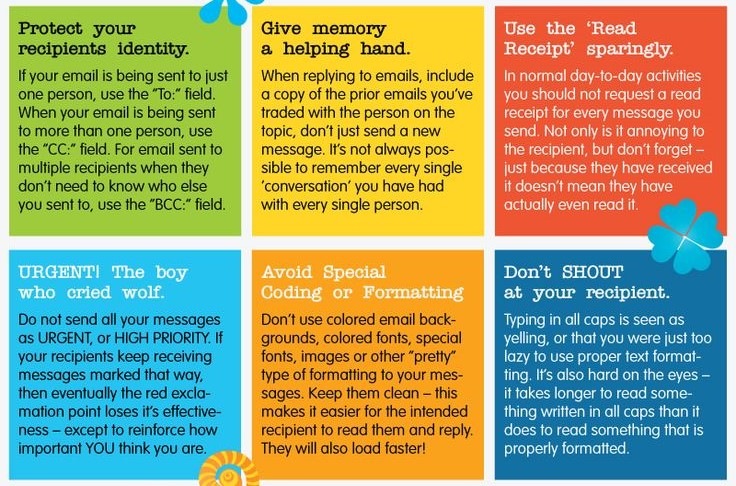 Protect your
recipients identity.
If your email is being sent to just
one person, use the “To:” field.
When your email is being sent
to more than one person, use
the “CC:” field. For email sent to
multiple recipients when they
don’t need to know who else
you sent to, use the “BCC:” field.
Give memory
a helping hand.
When replying to emails, include
a copy of the prior emails you’ve
traded with the person on the
topic, don’t just send a new
message. It’s not always pos-
sible to remember every single
‘conversation’ you have had
with every single person.
Use the ‘Read
Receipt’ sparingly.
In normal day-to-day activities
you should not request a read
receipt for every message you
send. Not only is it annoying to
the recipient, but don’t forget –
just because they have received
it doesn’t mean they have
actually even read it.
URGENT! The boy
who cried wolf.
Do not send all your messages
as URGENT, or HIGH PRIORITY. If
your recipients keep receiving
messages marked that way,
then eventually the red excla-
mation point loses it’s effective-
ness – except to reinforce how
important YOU think you are.
Avoid Special
Coding or Formatting
Don’t use colored email back-
grounds, colored fonts, special
fonts, images or other “pretty”
type of formatting to your mes-
sages. Keep them clean – this
makes it easier for the intended
recipient to read them and reply.
They will also load faster!
Don’t SHOUT
at your recipient.
Typing in all caps is seen as
yelling, or that you were just too
lazy to use proper text format-
ting. It’s also hard on the eyes –
it takes longer to read some-
thing written in all caps than it
does to read something that is
properly formatted.